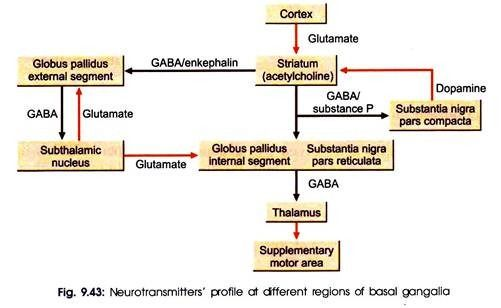 Cortex
Glutamate
Globus pallidus
external segment
GABA/enkephalin
Striatum
(acetylcholine)
Dopamine
GABA
Glutamate
GABA/
substance P
Substantia nigra
pars compacta
Subthalamic
nucleus
Glutamate
Globus pallidus
internal segment
Substantia nigra
pars reticulata
GABA
Thalamus
Supplementary
motor area
Fig. 9.43: Neurotransmitters' profile at different regions of basal gangalia